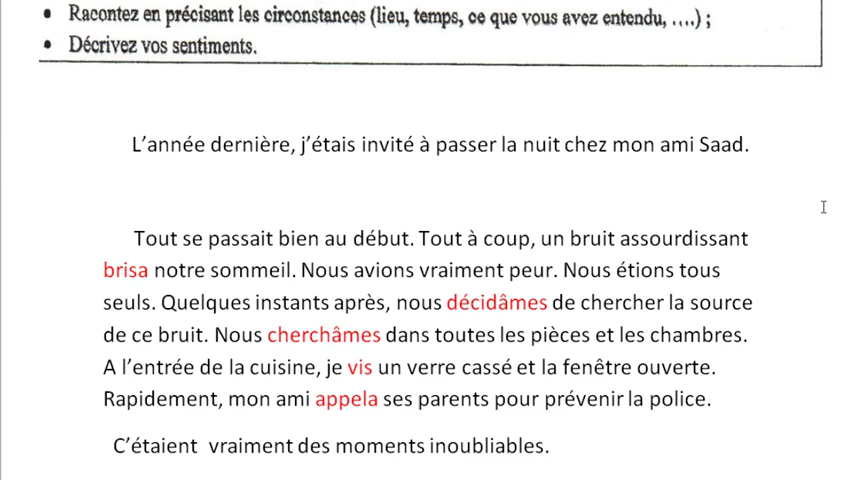 • Racontez en précisant les circonstances (lieu, temps, ce que vous avez entendu, ....) ;
• Décrivez vos sentiments.
L’année dernière, j’étais invité à passer la nuit chez mon ami Saad.
Tout se passait bien au début. Tout à coup, un bruit assourdissant
brisa notre sommeil. Nous avions vraiment peur. Nous étions tous
seuls. Quelques instants après, nous décidâmes de chercher la source
de ce bruit. Nous cherchâmes dans toutes les pièces et les chambres.
A l’entrée de la cuisine, je vis un verre cassé et la fenêtre ouverte.
Rapidement, mon ami appela ses parents pour prévenir la police.
C’étaient vraiment des moments inoubliables.